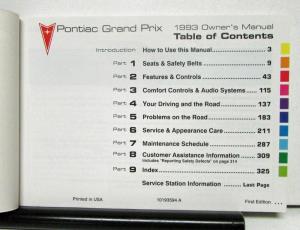 Pontiac Grand Prix 1993 Owner's Manual
Table of Contents
Introduction How to Use this Manual 3
Part 1 Seats & Safety Belts 9
Part 2 Features & Controls 43
Part 3 Comfort Controls & Audio Systems 115
Part 4 Your Driving and the Road 137
Part 5 Problems on the Road 183
Part 6 Service & Appearance Care 211
Part 7 Maintenance Schedule 287
Part 8 Customer Assistance Information 309
Includes "Reporting Safety Defects" on page 314
Part 9 Index 325
Service Station Information Last Page
Printed in USA 10193594 A First Edition